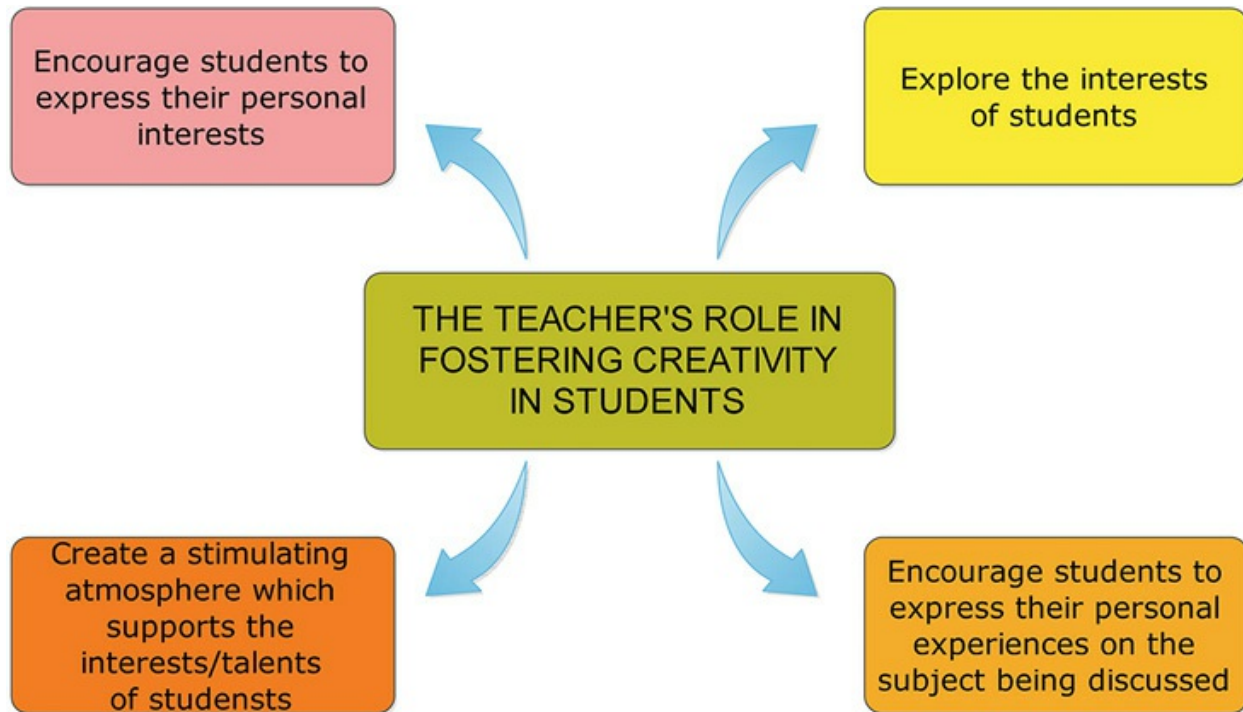 Encourage students to
express their personal
interests
Explore the interests
of students
THE TEACHER'S ROLE IN
FOSTERING CREATIVITY
IN STUDENTS
Create a stimulating
atmosphere which
supports the
interests/talents
of studensts
Encourage students to
express their personal
experiences on the
subject being discussed